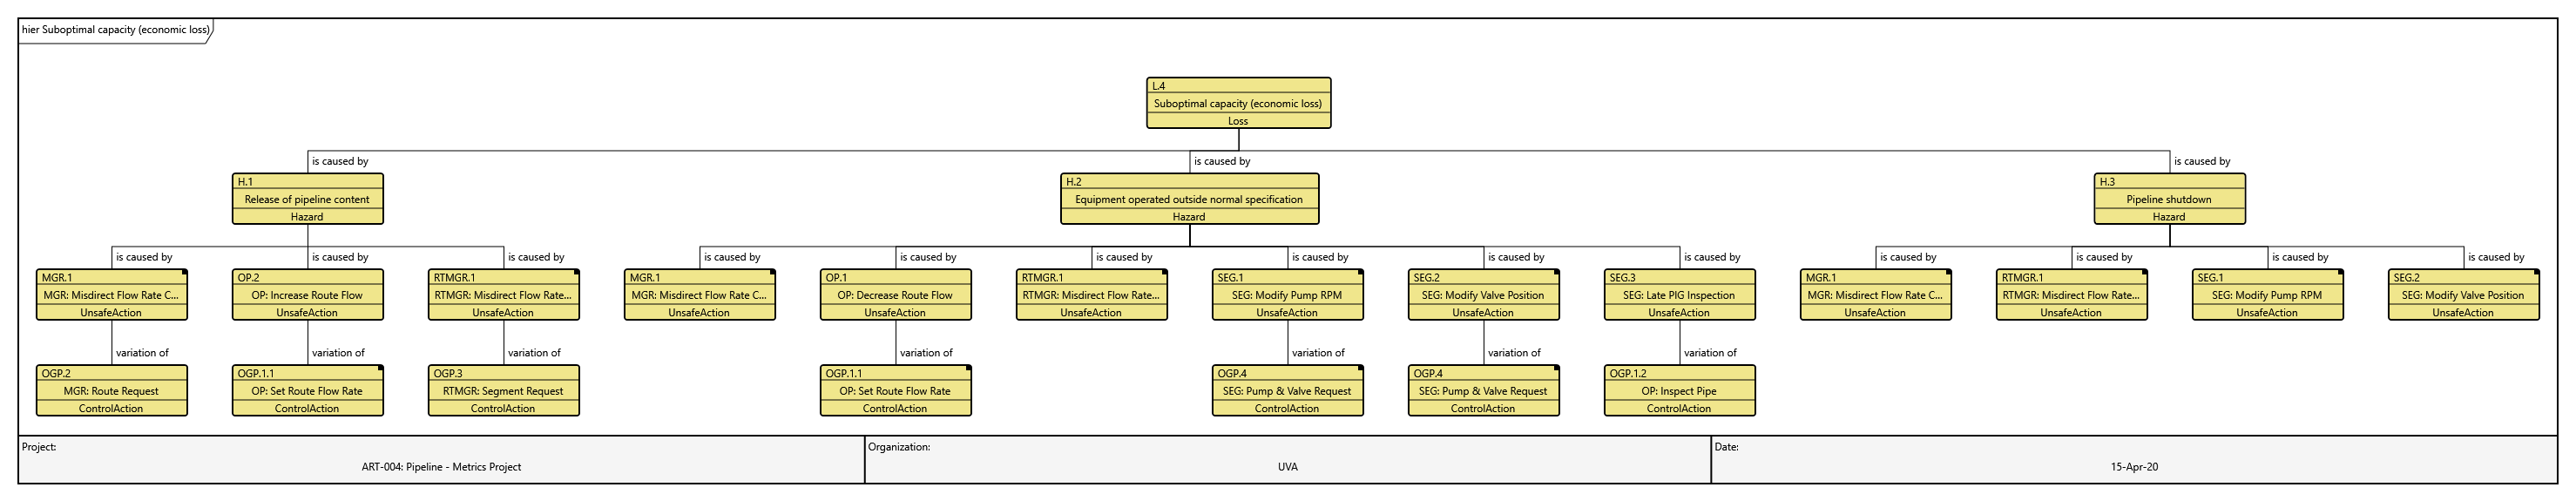 hier Suboptimal capacity (economic loss)
L.4
Suboptimal capacity (economic loss)
Loss
is caused by
is caused by
is caused by
H.1
Release of pipeline content
Hazard
H.2
Equipment operated outside normal specification
Hazard
H.3
Pipeline shutdown
Hazard
is caused by
is caused by
is caused by
is caused by
is caused by
is caused by
is caused by
is caused by
is caused by
is caused by
is caused by
is caused by
is caused by
MGR.1
MGR: Misdirect Flow Rate C...
UnsafeAction
OP.2
OP: Increase Route Flow
UnsafeAction
RTMGR.1
RTMGR: Misdirect Flow Rate...
UnsafeAction
MGR.1
MGR: Misdirect Flow Rate C...
UnsafeAction
OP.1
OP: Decrease Route Flow
UnsafeAction
RTMGR.1
RTMGR: Misdirect Flow Rate...
UnsafeAction
SEG.1
SEG: Modify Pump RPM
UnsafeAction
SEG.2
SEG: Modify Valve Position
UnsafeAction
SEG.3
SEG: Late PIG Inspection
UnsafeAction
MGR.1
MGR: Misdirect Flow Rate C...
UnsafeAction
RTMGR.1
RTMGR: Misdirect Flow Rate...
UnsafeAction
SEG.1
SEG: Modify Pump RPM
UnsafeAction
SEG.2
SEG: Modify Valve Position
UnsafeAction
variation of
variation of
variation of
variation of
variation of
variation of
variation of
OGP.2
MGR: Route Request
ControlAction
OGP.1.1
OP: Set Route Flow Rate
ControlAction
OGP.3
RTMGR: Segment Request
ControlAction
OGP.1.1
OP: Set Route Flow Rate
ControlAction
OGP.4
SEG: Pump & Valve Request
ControlAction
OGP.4
SEG: Pump & Valve Request
ControlAction
OGP.1.2
OP: Inspect Pipe
ControlAction
Project:
ART-004: Pipeline - Metrics Project
Organization:
UVA
Date:
15-Apr-20